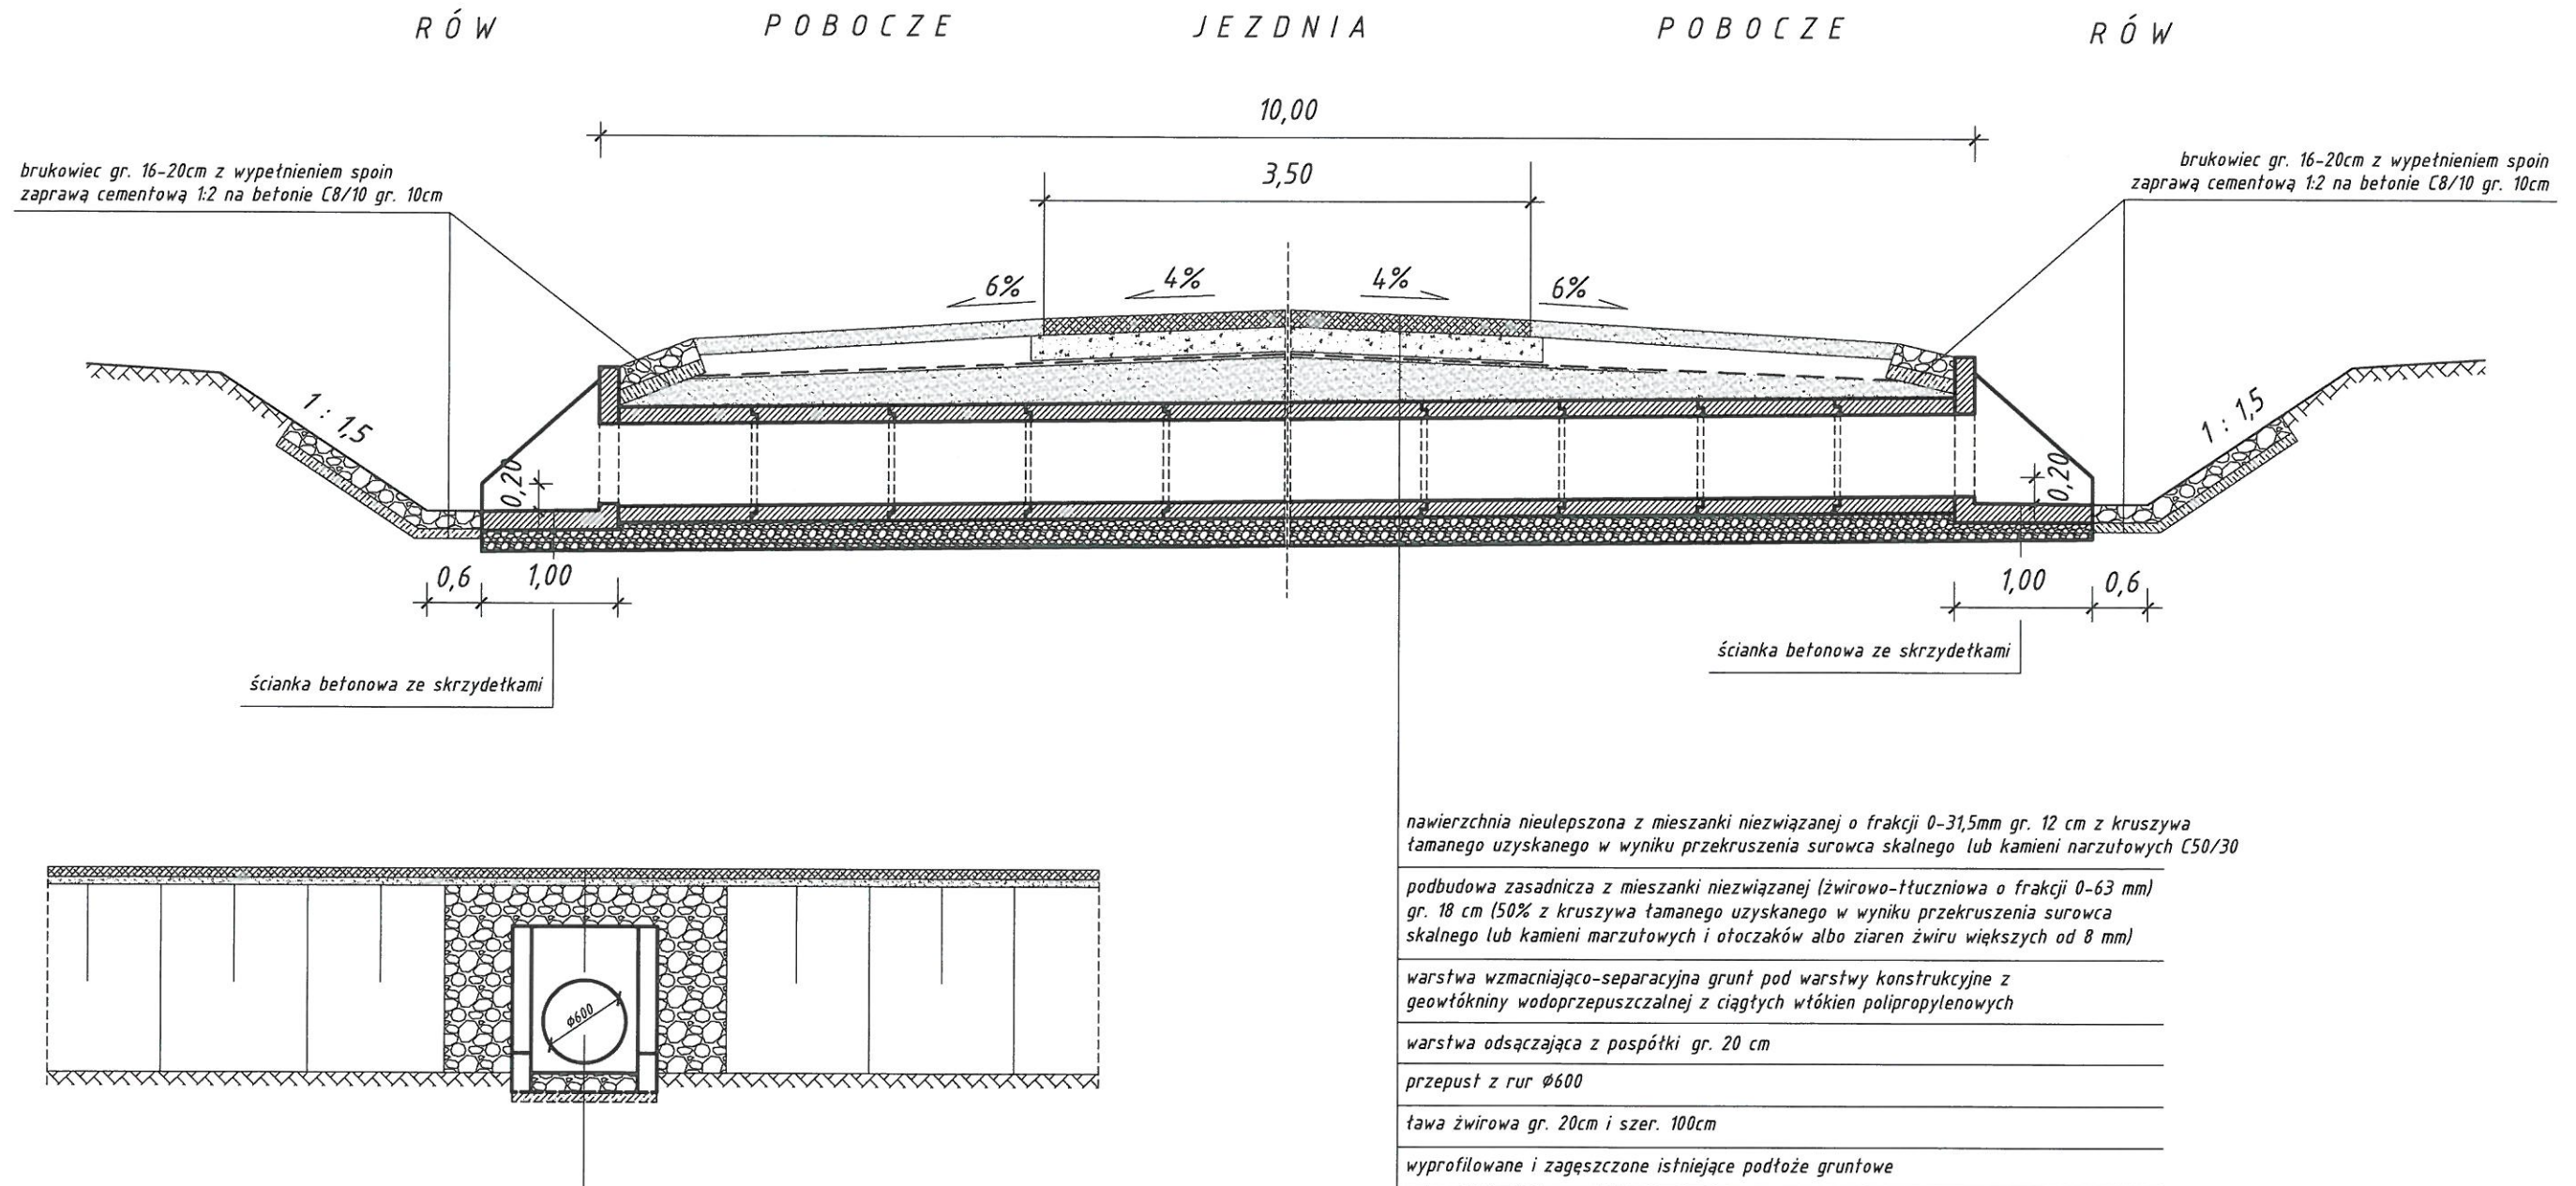 RÓW POBOCZE JEZDNIA POBOCZE RÓW
10,00
brukowiec gr. 16-20cm z wypełnieniem spoin
zaprawą cementową 1:2 na betonie C8/10 gr. 10cm
3,50
brukowiec gr. 16-20cm z wypełnieniem spoin
zaprawą cementową 1:2 na betonie C8/10 gr. 10cm
6% 4% 4% 6%
1 : 1,5
1 : 1,5
0,20
0,20
0,6 1,00
1,00 0,6
ścianka betonowa ze skrzydełkami
ścianka betonowa ze skrzydełkami
nawierzchnia nieulepszona z mieszanki niezwiązanej o frakcji 0-31,5mm gr. 12 cm z kruszywa
łamanego uzyskanego w wyniku przekruszenia surowca skalnego lub kamieni narzutowych C50/30
podbudowa zasadnicza z mieszanki niezwiązanej (żwirowo-tłuczniowa o frakcji 0-63 mm)
gr. 18 cm (50% z kruszywa łamanego uzyskanego w wyniku przekruszenia surowca
skalnego lub kamieni marzutowych i otoczaków albo ziaren żwiru większych od 8 mm)
warstwa wzmacniająco-separacyjna grunt pod warstwy konstrukcyjne z
geowłókniny wodoprzepuszczalnej z ciągłych włókien polipropylenowych
warstwa odsączająca z pospółki gr. 20 cm
przepust z rur Ø600
ława żwirowa gr. 20cm i szer. 100cm
wyprofilowane i zagęszczone istniejące podłoże gruntowe
Ø600